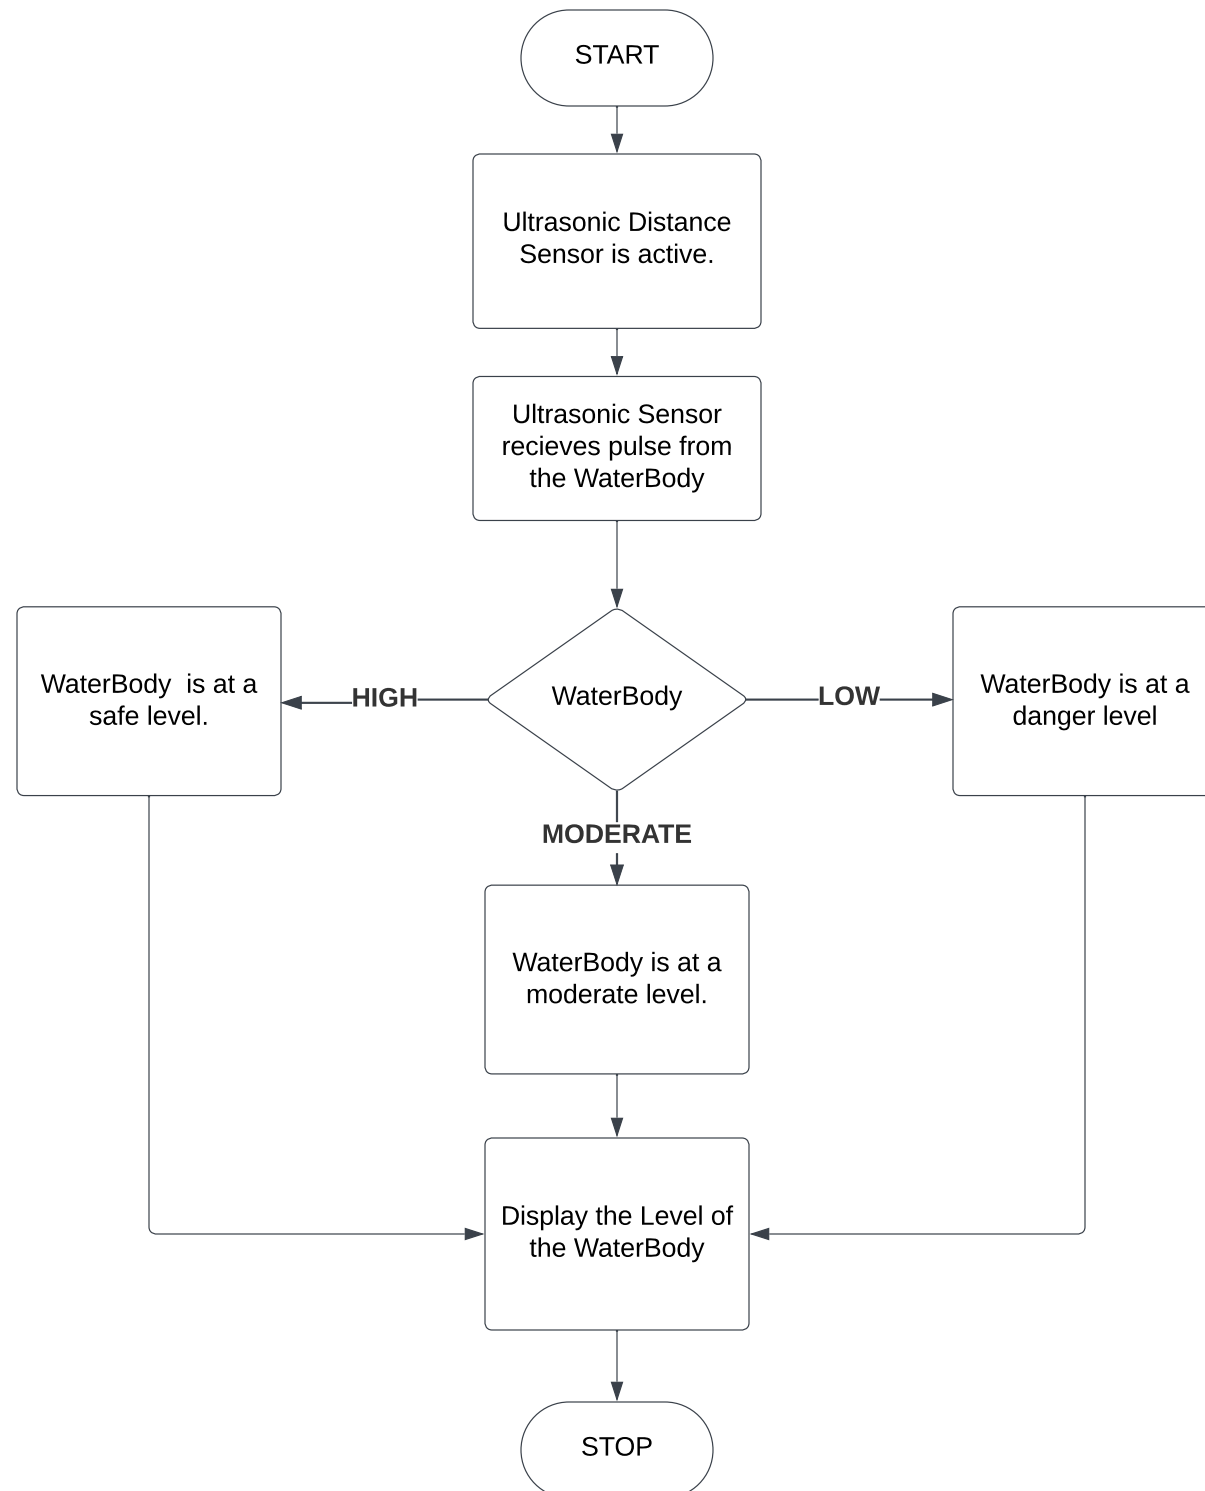 START
Ultrasonic Distance
Sensor is active.
Ultrasonic Sensor
recieves pulse from
the WaterBody
WaterBody  is at a
safe level.
HIGH
WaterBody
LOW
WaterBody is at a
danger level
MODERATE
WaterBody is at a
moderate level.
Display the Level of
the WaterBody
STOP